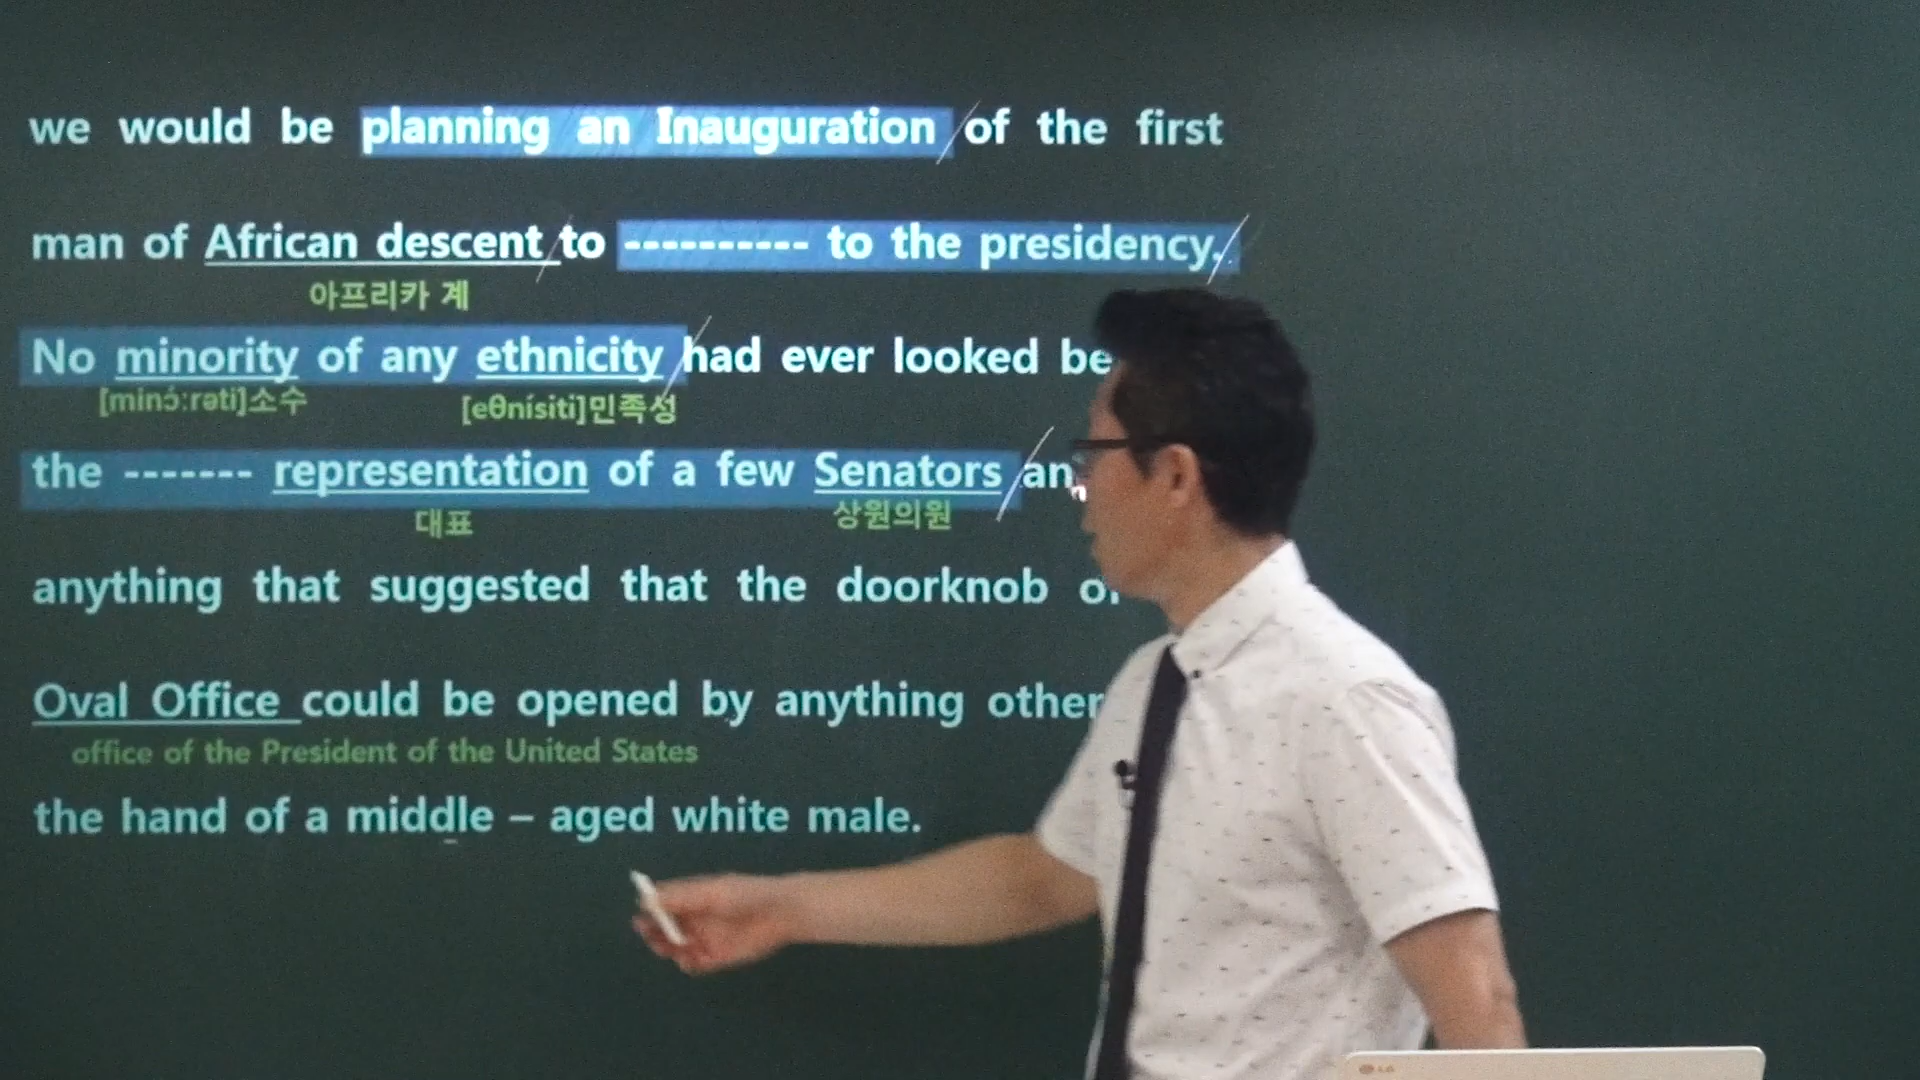 we would be planning an Inauguration of the first
man of African descent to ---------- to the presidency.
아프리카 계
No minority of any ethnicity had ever looked
[minɔ́:rəti]소수 [eθnísiti]민족성
the ------- representation of a few Senators
대표 상원의원
anything that suggested that the doorknob
Oval Office could be opened by anything other
office of the President of the United States
the hand of a middle – aged white male.
LG